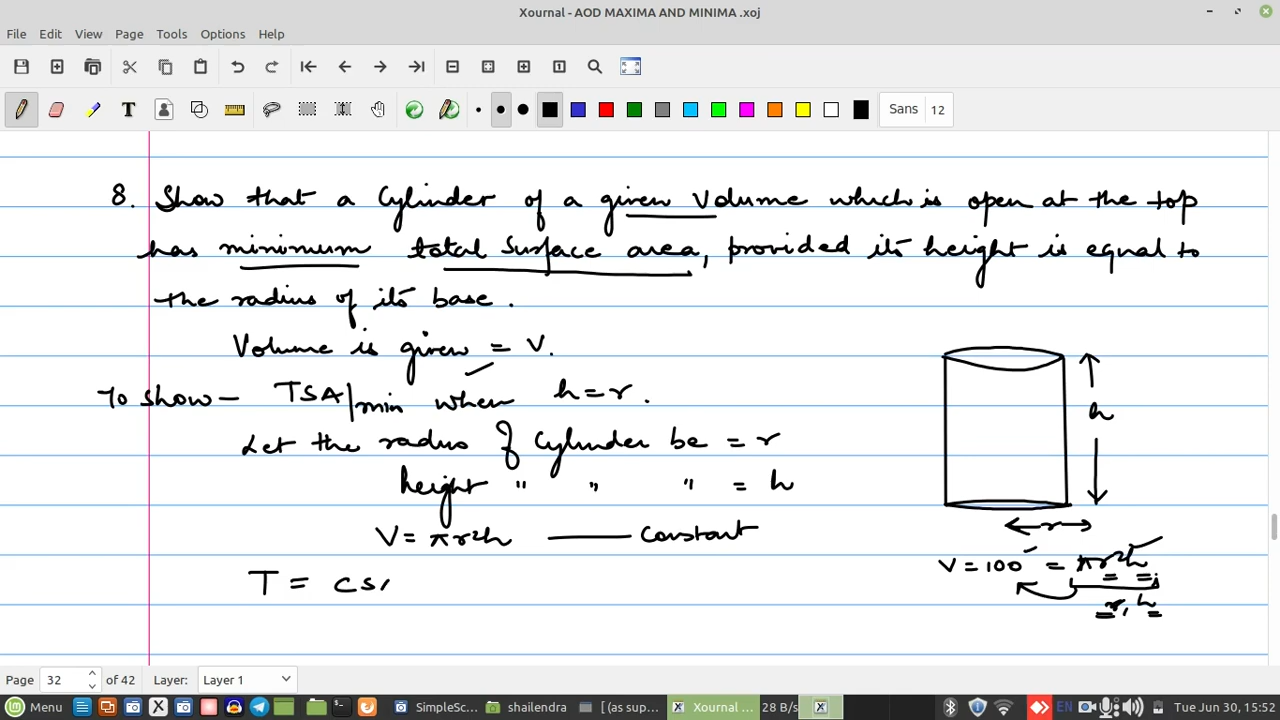 Xournal - AOD MAXIMA AND MINIMA .xoj
File Edit View Page Tools Options Help
Sans 12
8. Show that a Cylinder of a given Volume which is open at the top
has minimum total Surface area, provided its height is equal to
the radius of its base.
Volume is given = V.
To show - TSA|min when h=r.
Let the radius of cylinder be = r
height " " " = h
V = πr²h —— Constant
T = CSA
h
r
V = 100 = πr²h
r, h
Page 32 of 42 Layer: Layer 1
Menu SimpleSc... shailendra [ (as sup... Xournal ... 28 B/s EN Tue Jun 30, 15:52